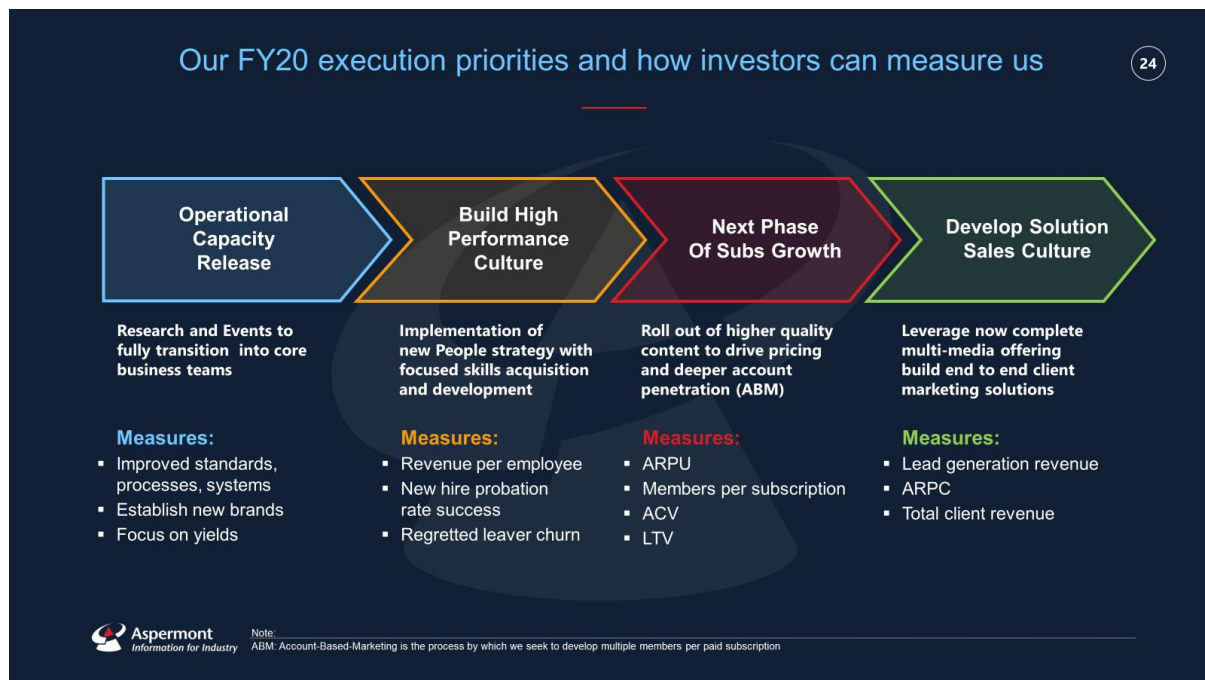 Our FY20 execution priorities and how investors can measure us
24
Operational
Capacity
Release
Build High
Performance
Culture
Next Phase
Of Subs Growth
Develop Solution
Sales Culture
Research and Events to
fully transition into core
business teams
Implementation of
new People strategy with
focused skills acquisition
and development
Roll out of higher quality
content to drive pricing
and deeper account
penetration (ABM)
Leverage now complete
multi-media offering
build end to end client
marketing solutions
Measures:
▪ Improved standards,
processes, systems
▪ Establish new brands
▪ Focus on yields
Measures:
▪ Revenue per employee
▪ New hire probation
rate success
▪ Regretted leaver churn
Measures:
▪ ARPU
▪ Members per subscription
▪ ACV
▪ LTV
Measures:
▪ Lead generation revenue
▪ ARPC
▪ Total client revenue
Aspermont
Information for Industry
Note:
ABM: Account-Based-Marketing is the process by which we seek to develop multiple members per paid subscription